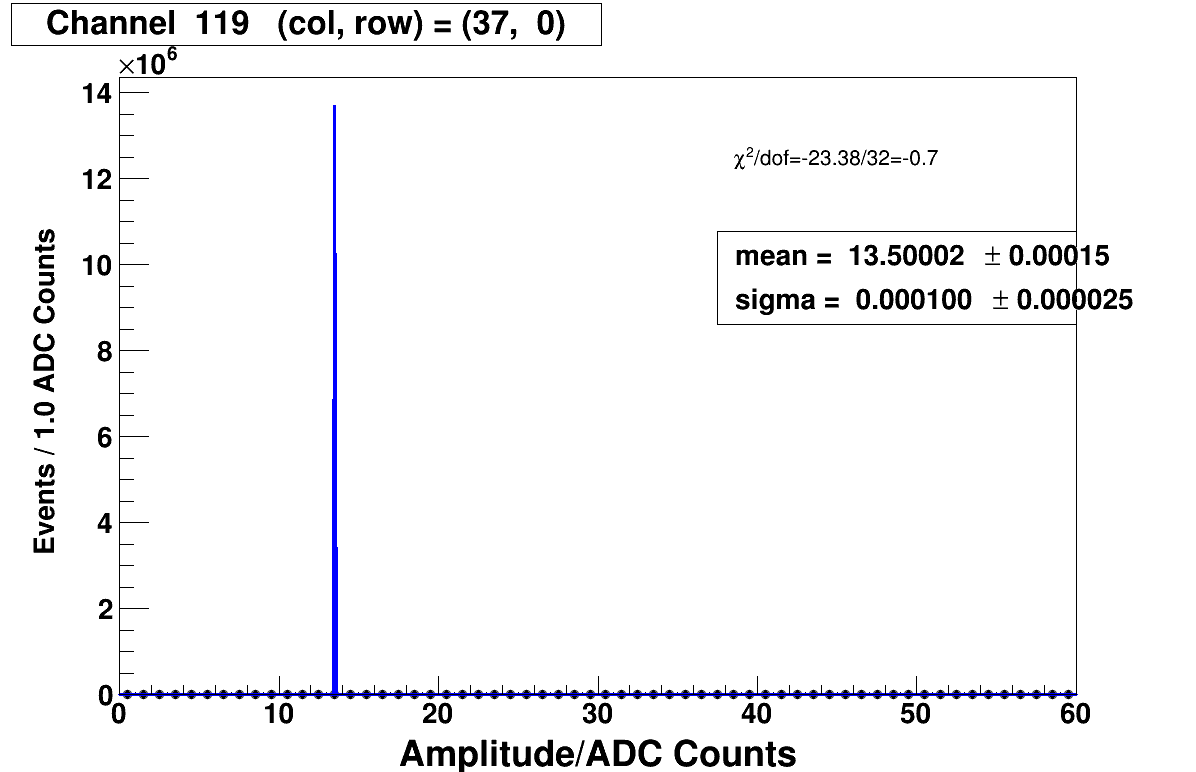 Channel 119 (col, row) = (37, 0)
×10⁶
14
12
10
8
6
4
2
0
Events / 1.0 ADC Counts
χ²/dof=-23.38/32=-0.7
mean = 13.50002 ± 0.00015
sigma = 0.000100 ± 0.000025
0 10 20 30 40 50 60
Amplitude/ADC Counts